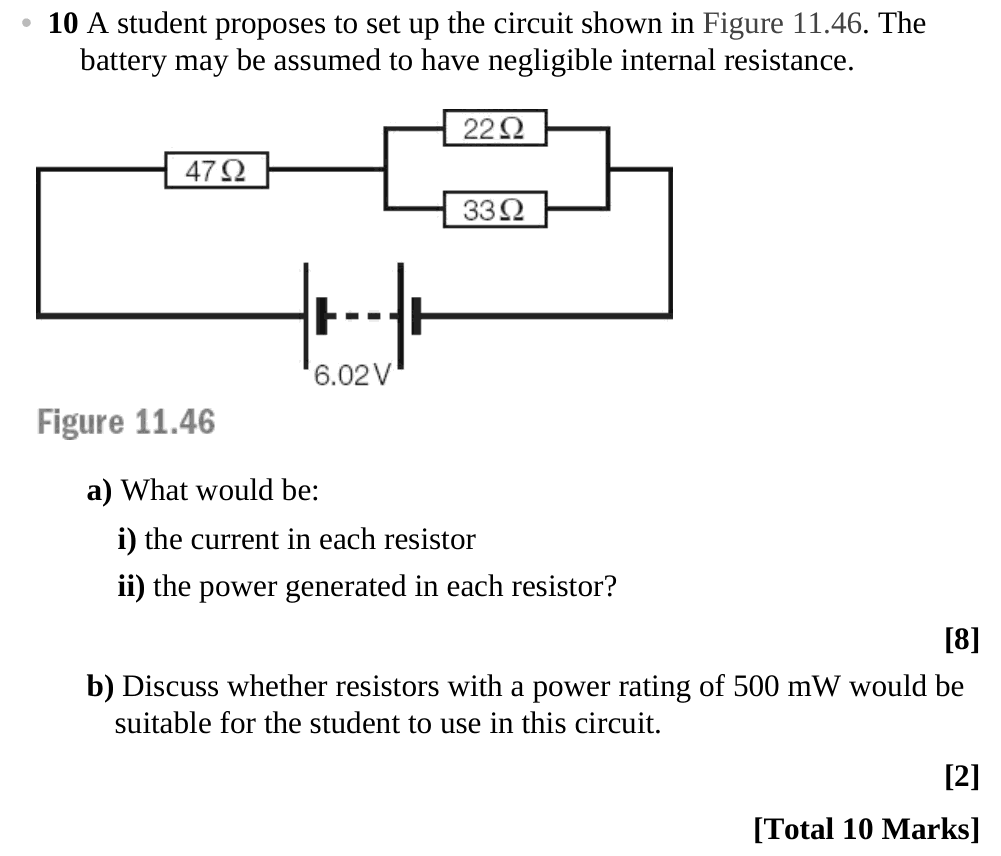 • 10 A student proposes to set up the circuit shown in Figure 11.46. The
battery may be assumed to have negligible internal resistance.
22Ω
47Ω
33Ω
6.02V
Figure 11.46
a) What would be:
i) the current in each resistor
ii) the power generated in each resistor?
[8]
b) Discuss whether resistors with a power rating of 500 mW would be
suitable for the student to use in this circuit.
[2]
[Total 10 Marks]